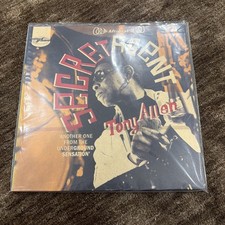 SECRET AGENT
Tony Allen
ANOTHER ONE
FROM THE
UNDERGROUND
SENSATION